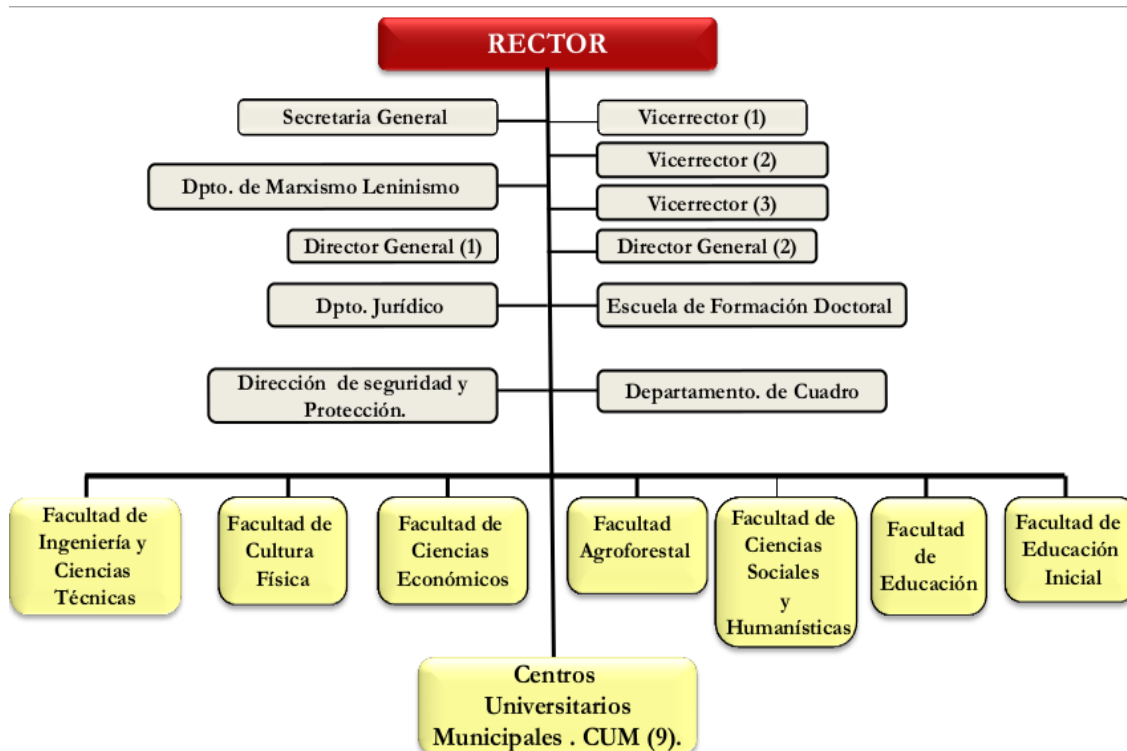 RECTOR
Secretaria General
Vicerrector (1)
Vicerrector (2)
Dpto. de Marxismo Leninismo
Vicerrector (3)
Director General (1)
Director General (2)
Dpto. Jurídico
Escuela de Formación Doctoral
Dirección de seguridad y
Protección.
Departamento. de Cuadro
Facultad de
Ingeniería y
Ciencias
Técnicas
Facultad de
Cultura
Física
Facultad de
Ciencias
Económicos
Facultad
Agroforestal
Facultad de
Ciencias
Sociales
y
Humanísticas
Facultad
de
Educación
Facultad de
Educación
Inicial
Centros
Universitarios
Municipales . CUM (9).